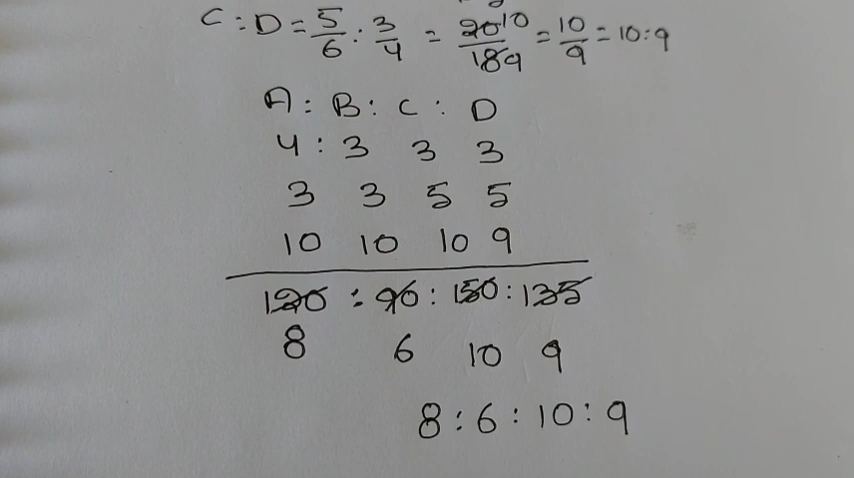 C : D = 5/6 : 3/4 = 20 10/18 9 = 10/9 = 10:9
A : B : C : D
4 : 3 3 3
3 3 5 5
10 10 10 9
120 : 90 : 150 : 135
8 6 10 9
8 : 6 : 10 : 9